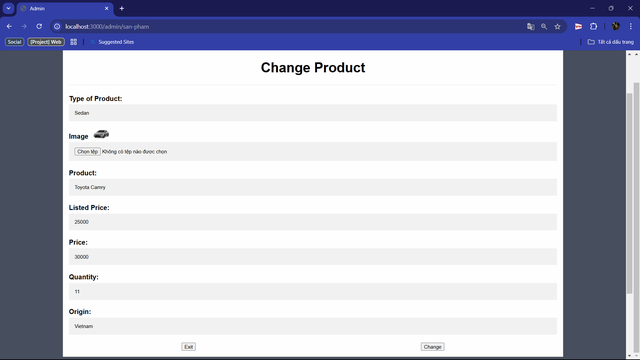 Admin
localhost:3000/admin/san-pham
Social
[Project] Web
Suggested Sites
Tất cả dấu trang
Change Product
Type of Product:
Sedan
Image
Chọn tệp Không có tệp nào được chọn
Product:
Toyota Camry
Listed Price:
25000
Price:
30000
Quantity:
11
Origin:
Vietnam
Exit
Change